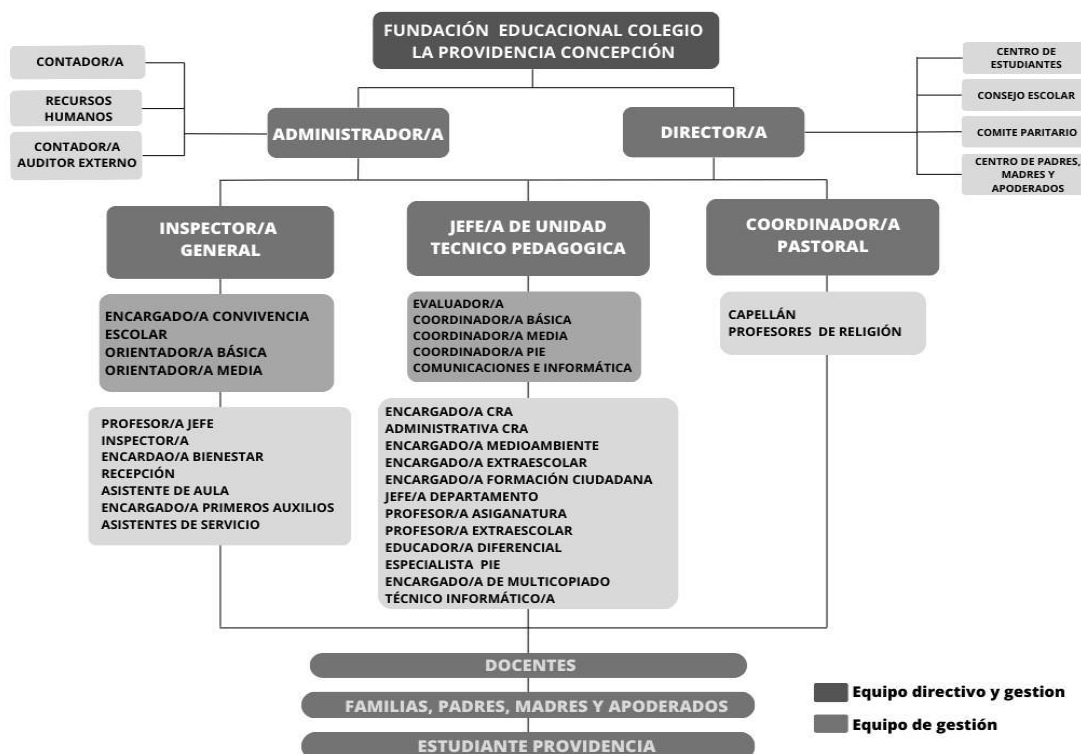 FUNDACIÓN EDUCACIONAL COLEGIO
LA PROVIDENCIA CONCEPCIÓN
CONTADOR/A
RECURSOS
HUMANOS
CONTADOR/A
AUDITOR EXTERNO
ADMINISTRADOR/A
DIRECTOR/A
CENTRO DE
ESTUDIANTES
CONSEJO ESCOLAR
COMITE PARITARIO
CENTRO DE PADRES,
MADRES Y
APODERADOS
INSPECTOR/A
GENERAL
JEFE/A DE UNIDAD
TECNICO PEDAGOGICA
COORDINADOR/A
PASTORAL
ENCARGADO/A CONVIVENCIA
ESCOLAR
ORIENTADOR/A BÁSICA
ORIENTADOR/A MEDIA
EVALUADOR/A
COORDINADOR/A BÁSICA
COORDINADOR/A MEDIA
COORDINADOR/A PIE
COMUNICACIONES E INFORMÁTICA
CAPELLÁN
PROFESORES DE RELIGIÓN
PROFESOR/A JEFE
INSPECTOR/A
ENCARDAO/A BIENESTAR
RECEPCIÓN
ASISTENTE DE AULA
ENCARGADO/A PRIMEROS AUXILIOS
ASISTENTES DE SERVICIO
ENCARGADO/A CRA
ADMINISTRATIVA CRA
ENCARGADO/A MEDIOAMBIENTE
ENCARGADO/A EXTRAESCOLAR
ENCARGADO/A FORMACIÓN CIUDADANA
JEFE/A DEPARTAMENTO
PROFESOR/A ASIGANATURA
PROFESOR/A EXTRAESCOLAR
EDUCADOR/A DIFERENCIAL
ESPECIALISTA PIE
ENCARGADO/A DE MULTICOPIADO
TÉCNICO INFORMÁTICO/A
DOCENTES
FAMILIAS, PADRES, MADRES Y APODERADOS
ESTUDIANTE PROVIDENCIA
Equipo directivo y gestion
Equipo de gestión